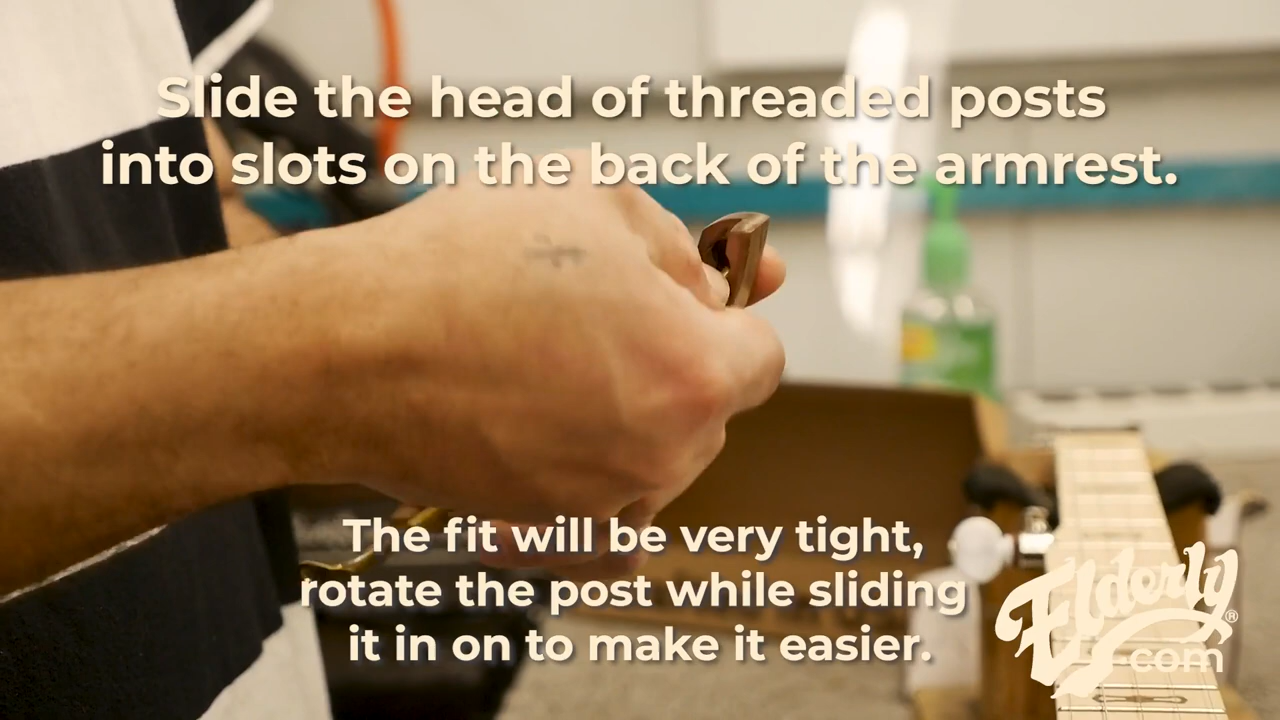 Slide the head of threaded posts
into slots on the back of the armrest.
The fit will be very tight,
rotate the post while sliding
it in on to make it easier.
Elderly®
com